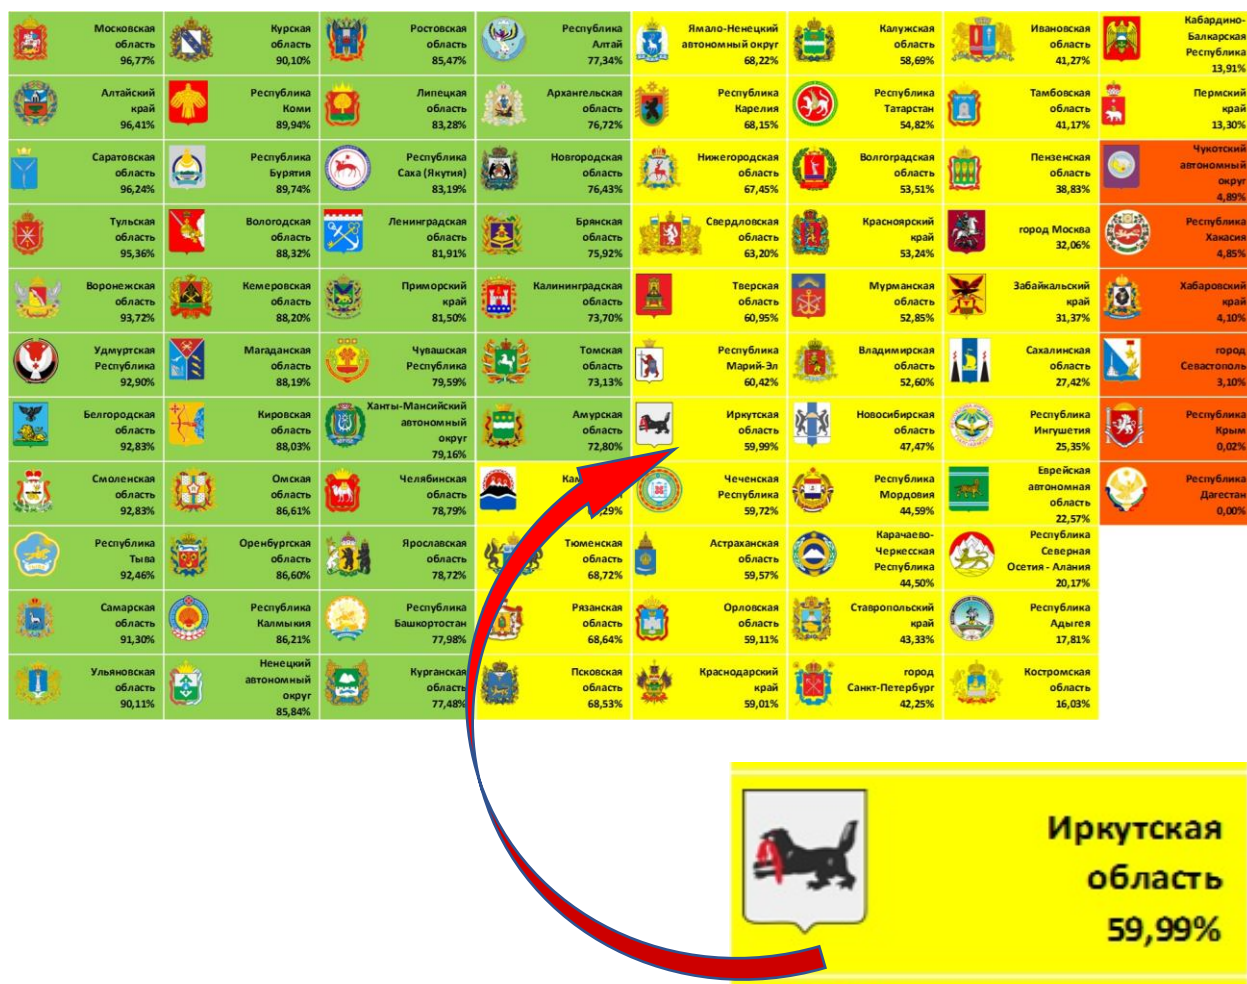 Московская
область
96,77%
Курская
область
90,10%
Ростовская
область
85,47%
Республика
Алтай
77,34%
Ямало-Ненецкий
автономный округ
68,22%
Калужская
область
58,69%
Ивановская
область
41,27%
Кабардино-
Балкарская
Республика
13,91%
Алтайский
край
96,41%
Республика
Коми
89,94%
Липецкая
область
83,28%
Архангельская
область
76,72%
Республика
Карелия
68,15%
Республика
Татарстан
54,82%
Тамбовская
область
41,17%
Пермский
край
13,30%
Саратовская
область
96,24%
Республика
Бурятия
89,74%
Республика
Саха (Якутия)
83,19%
Новгородская
область
76,43%
Нижегородская
область
67,45%
Волгоградская
область
53,51%
Пензенская
область
38,83%
Чукотский
автономный
округ
4,89%
Тульская
область
95,36%
Вологодская
область
88,32%
Ленинградская
область
81,91%
Брянская
область
75,92%
Свердловская
область
63,20%
Красноярский
край
53,24%
город Москва
32,06%
Республика
Хакасия
4,85%
Воронежская
область
93,72%
Кемеровская
область
88,20%
Приморский
край
81,50%
Калининградская
область
73,70%
Тверская
область
60,95%
Мурманская
область
52,85%
Забайкальский
край
31,37%
Хабаровский
край
4,10%
Удмуртская
Республика
92,90%
Магаданская
область
88,19%
Чувашская
Республика
79,59%
Томская
область
73,13%
Республика
Марий-Эл
60,42%
Владимирская
область
52,60%
Сахалинская
область
27,42%
город
Севастополь
3,10%
Белгородская
область
92,83%
Кировская
область
88,03%
Ханты-Мансийский
автономный
округ
79,16%
Амурская
область
72,80%
Иркутская
область
59,99%
Новосибирская
область
47,47%
Республика
Ингушетия
25,35%
Республика
Крым
0,02%
Смоленская
область
92,83%
Омская
область
86,61%
Челябинская
область
78,79%
Чеченская
Республика
59,72%
Республика
Мордовия
44,59%
Еврейская
автономная
область
22,57%
Республика
Дагестан
0,00%
Республика
Тыва
92,46%
Оренбургская
область
86,60%
Ярославская
область
78,72%
Тюменская
область
68,72%
Астраханская
область
59,57%
Карачаево-
Черкесская
Республика
44,50%
Республика
Северная
Осетия - Алания
20,17%
Самарская
область
91,30%
Республика
Калмыкия
86,21%
Республика
Башкортостан
77,98%
Рязанская
область
68,64%
Орловская
область
59,11%
Ставропольский
край
43,33%
Республика
Адыгея
17,81%
Ульяновская
область
90,11%
Ненецкий
автономный
округ
85,84%
Курганская
область
77,48%
Псковская
область
68,53%
Краснодарский
край
59,01%
город
Санкт-Петербург
42,25%
Костромская
область
16,03%
Иркутская
область
59,99%